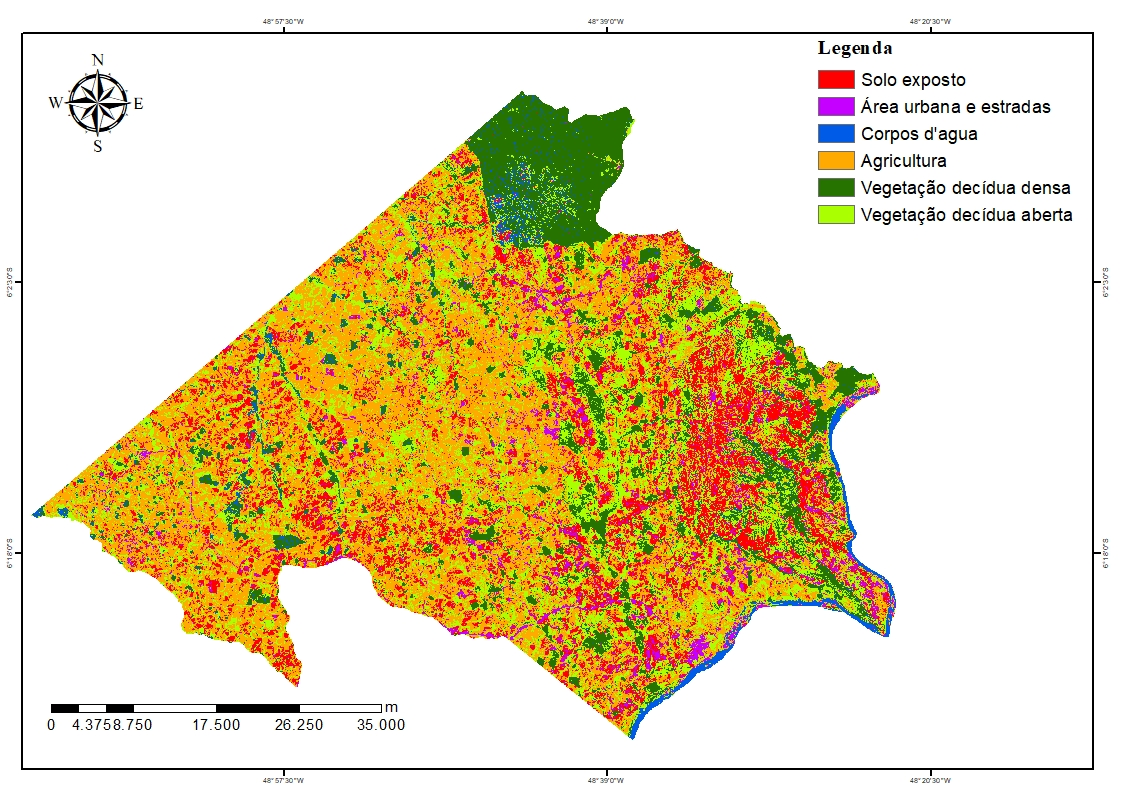 48°57'30"W 48°39'0"W 48°20'30"W
Legenda
Solo exposto
Área urbana e estradas
Corpos d'agua
Agricultura
Vegetação decídua densa
Vegetação decídua aberta
N
W E
S
6°2'30"S 6°2'30"S
6°18'0"S 6°18'0"S
m
0 4.375 8.750 17.500 26.250 35.000
48°57'30"W 48°39'0"W 48°20'30"W